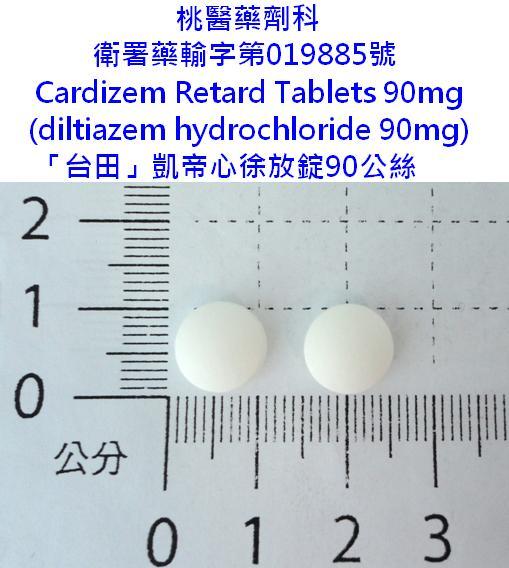 桃醫藥劑科
衛署藥輸字第019885號
Cardizem Retard Tablets 90mg
(diltiazem hydrochloride 90mg)
「台田」凱帝心徐放錠90公絲
2
1
0
公分
0 1 2 3